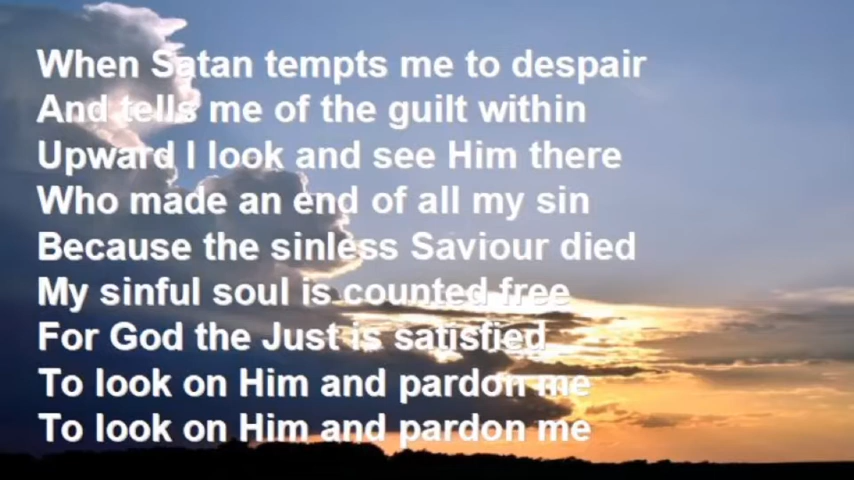 When Satan tempts me to despair
And tells me of the guilt within
Upward I look and see Him there
Who made an end of all my sin
Because the sinless Saviour died
My sinful soul is counted free
For God the Just is satisfied
To look on Him and pardon me
To look on Him and pardon me